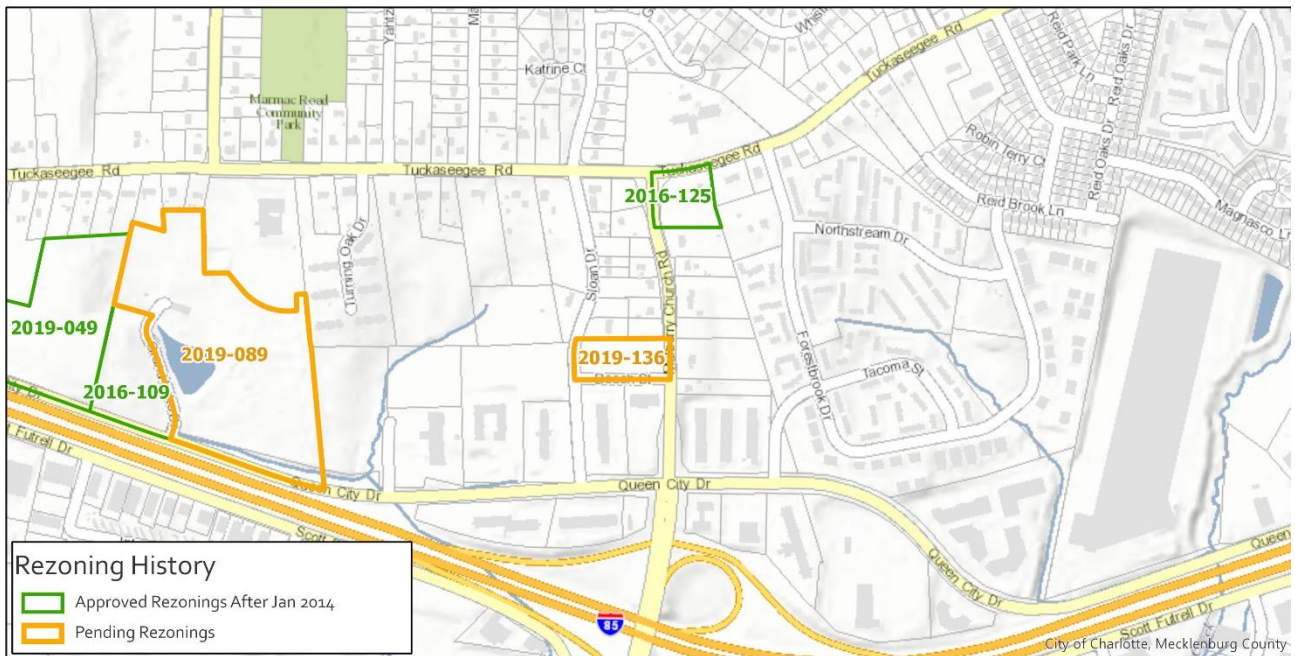 Marmac Road
Community
Park
Katrine Ct
Tuckaseegee Rd
Reid Park Ln
Reid Oaks Dr
Tuckaseegee Rd
Tuckaseegee Rd
Tuckaseegee Rd
2016-125
Robin Terry Ct
Reid Oaks Dr
Reid Brook Ln
Magnasco Ln
Northstream Dr
Turning Oak Dr
Sloan Dr
Church Rd
2019-049
2019-089
2019-136
2016-109
Tacoma St
Forestbrook Dr
Futrell Dr
Queen City Dr
Queen City Dr
Queen City Dr
Queen
Scott
Scott Futrell Dr
85
Rezoning History
Approved Rezonings After Jan 2014
Pending Rezonings
City of Charlotte, Mecklenburg County